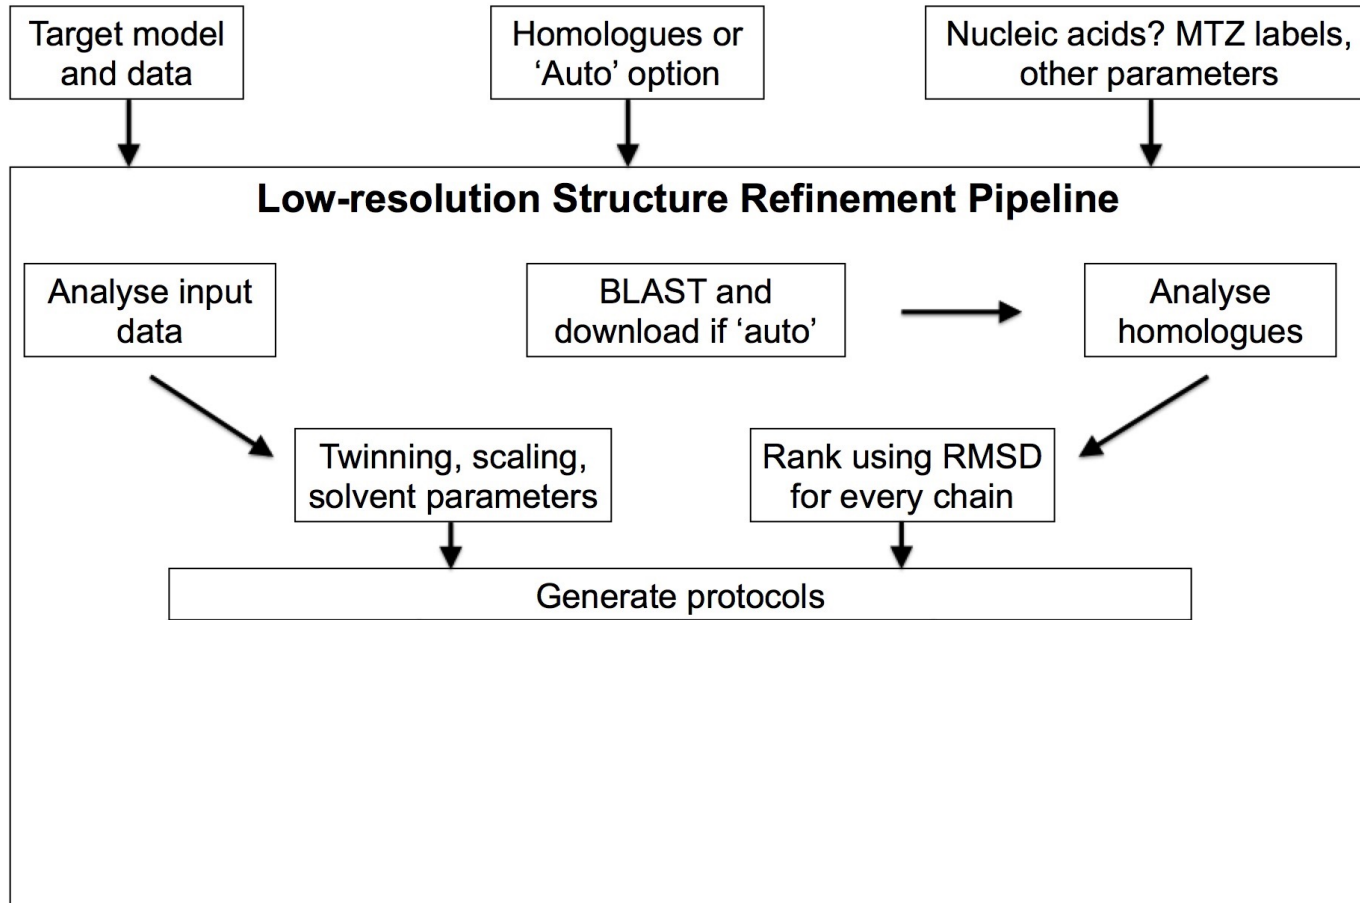 Target model
and data
Homologues or
‘Auto’ option
Nucleic acids? MTZ labels,
other parameters
Low-resolution Structure Refinement Pipeline
Analyse input
data
BLAST and
download if ‘auto’
Analyse
homologues
Twinning, scaling,
solvent parameters
Rank using RMSD
for every chain
Generate protocols